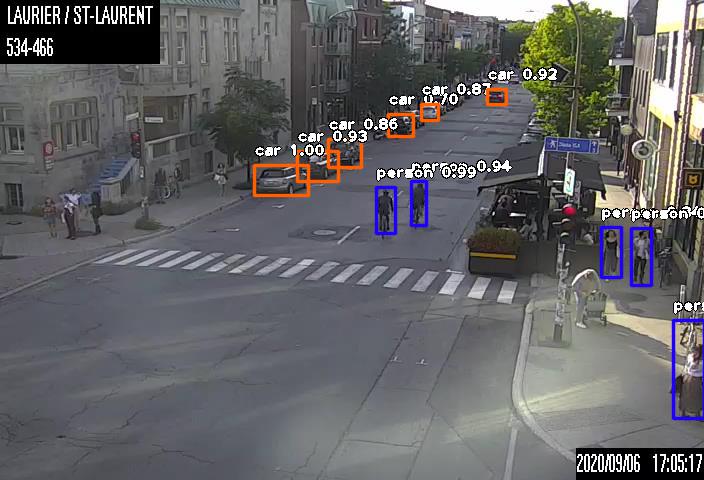 LAURIER / ST-LAURENT
534-466
car 0.92
car 0.87
car 0.70
car 0.86
car 0.93
car 1.00
person 0.94
person 0.99
2020/09/06 17:05:17